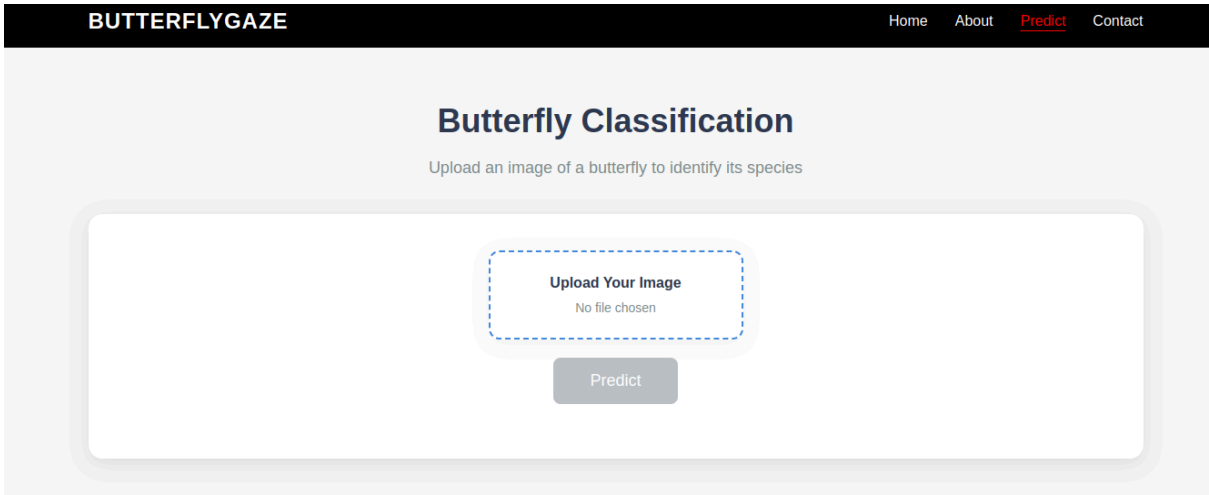 BUTTERFLYGAZE
Home About Predict Contact
Butterfly Classification
Upload an image of a butterfly to identify its species
Upload Your Image
No file chosen
Predict